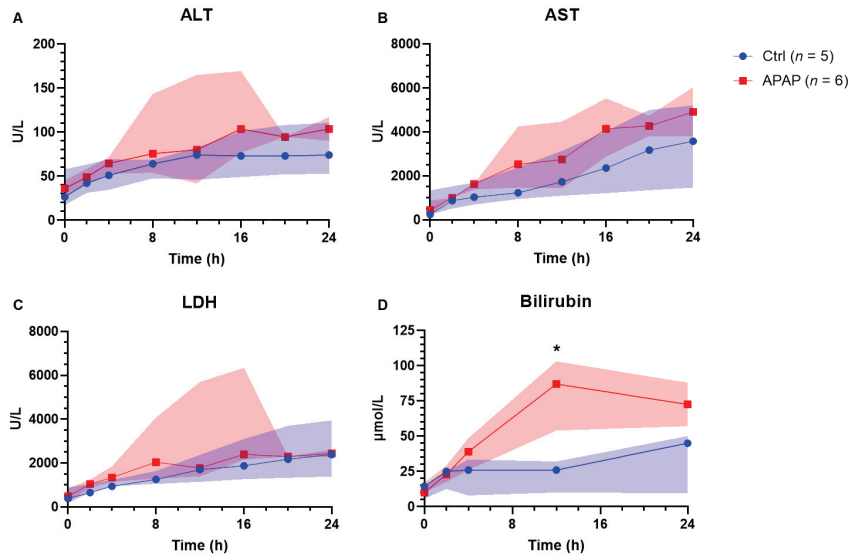 A
ALT
U/L
200
150
100
50
0
0 8 16 24
Time (h)
B
AST
U/L
8000
6000
4000
2000
0
0 8 16 24
Time (h)
Ctrl (n = 5)
APAP (n = 6)
C
LDH
U/L
8000
6000
4000
2000
0
0 8 16 24
Time (h)
D
Bilirubin
µmol/L
125
100
75
50
25
0
*
0 8 16 24
Time (h)